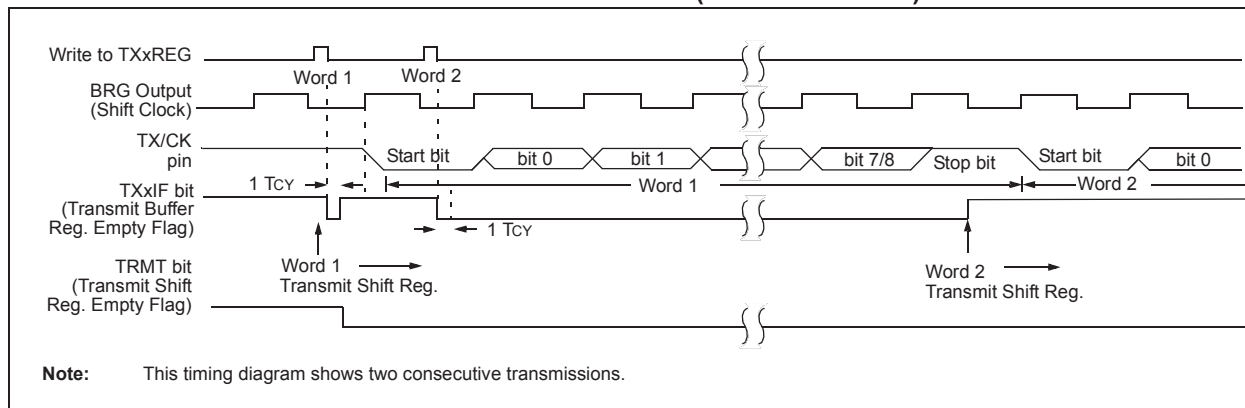 Write to TXxREG
Word 1
Word 2
BRG Output
(Shift Clock)
TX/CK
pin
Start bit
bit 0
bit 1
bit 7/8
Stop bit
Start bit
bit 0
1 TCY
Word 1
Word 2
TXxIF bit
(Transmit Buffer
Reg. Empty Flag)
1 TCY
TRMT bit
(Transmit Shift
Reg. Empty Flag)
Word 1
Transmit Shift Reg.
Word 2
Transmit Shift Reg.
Note: This timing diagram shows two consecutive transmissions.